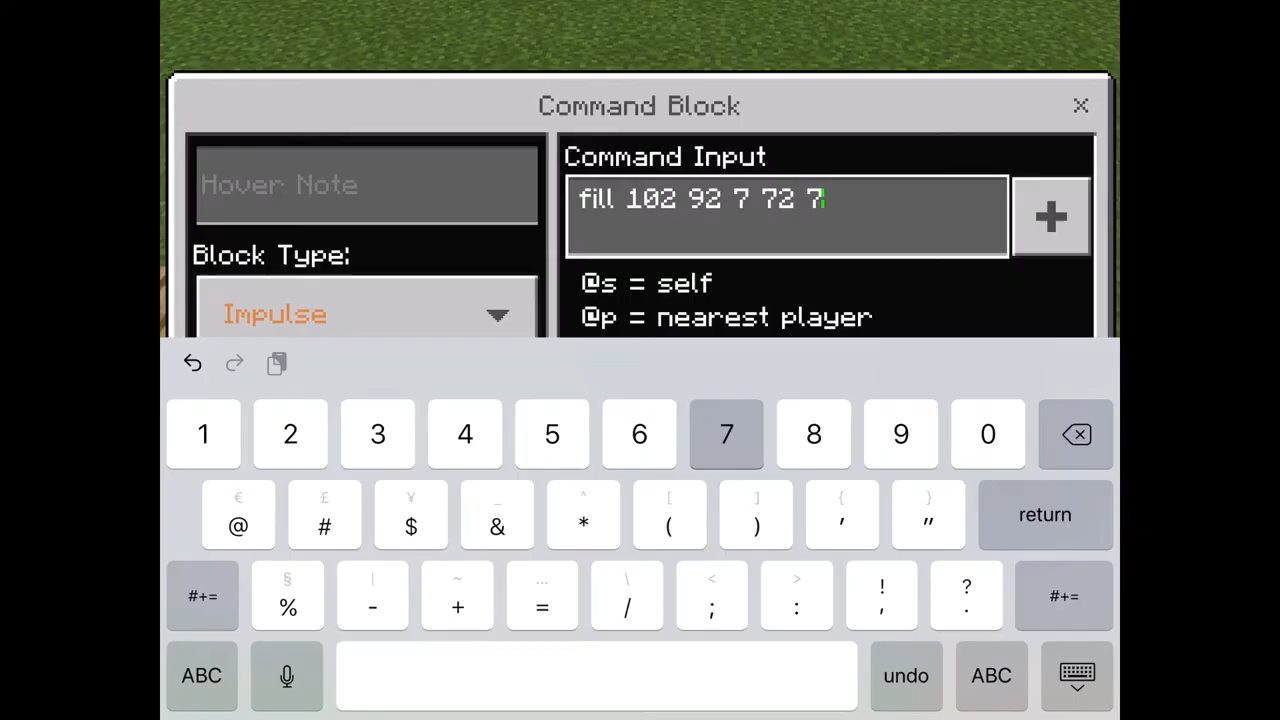 Command Block
Hover Note
Block Type:
Impulse
Command Input
fill 102 92 7 72 7
@s = self
@p = nearest player
1 2 3 4 5 6 7 8 9 0
€ £ ¥ _ ^ [ ] { }
@ # $ & * ( ) ' "
return
§ | ~ … \ < > ! ?
#+= % - + = / ; : , . #+=
ABC undo ABC